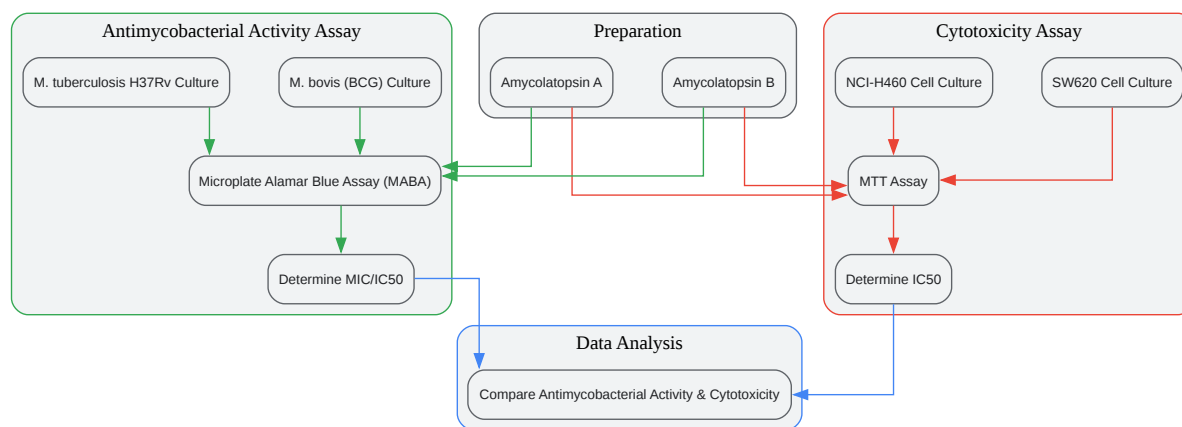 Antimycobacterial Activity Assay
Preparation
Cytotoxicity Assay
M. tuberculosis H37Rv Culture
M. bovis (BCG) Culture
Amycolatopsin A
Amycolatopsin B
NCI-H460 Cell Culture
SW620 Cell Culture
Microplate Alamar Blue Assay (MABA)
MTT Assay
Determine MIC/IC50
Determine IC50
Data Analysis
Compare Antimycobacterial Activity & Cytotoxicity